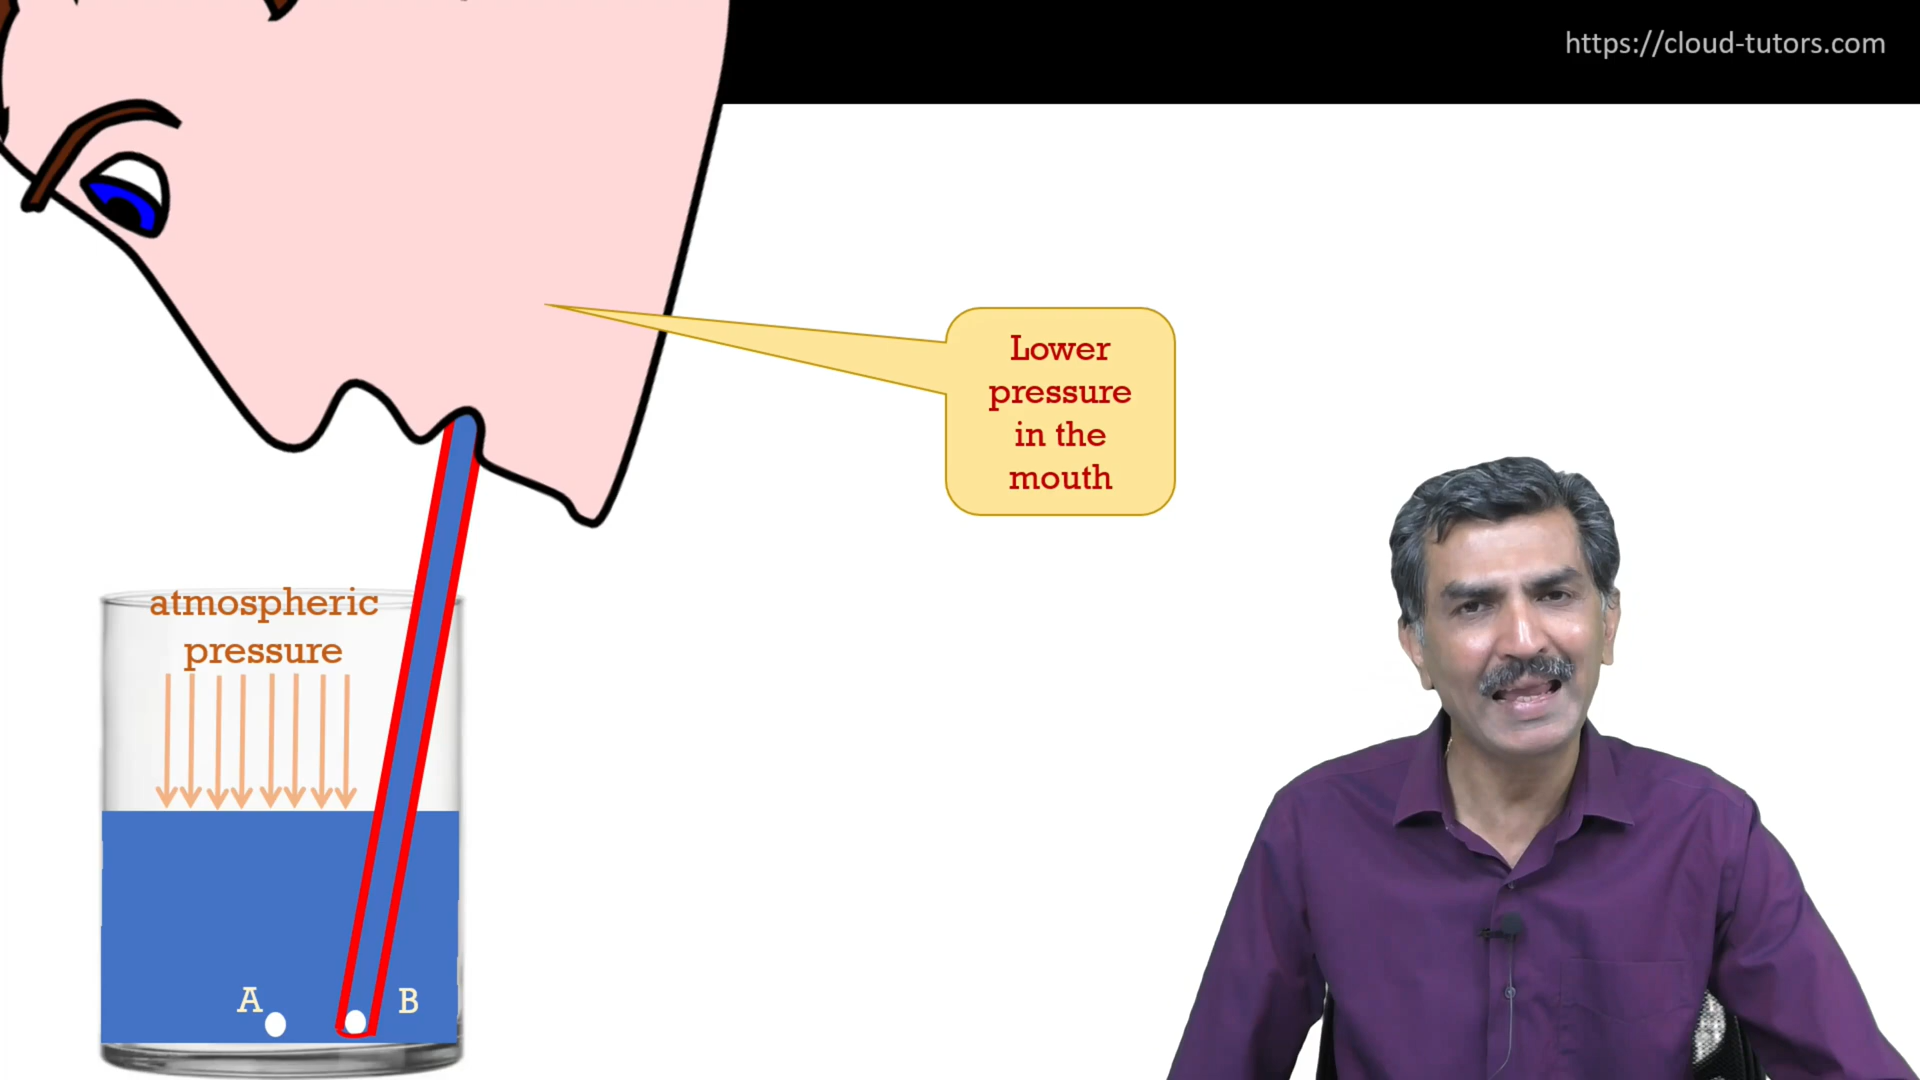 https://cloud-tutors.com
Lower
pressure
in the
mouth
atmospheric
pressure
A
B